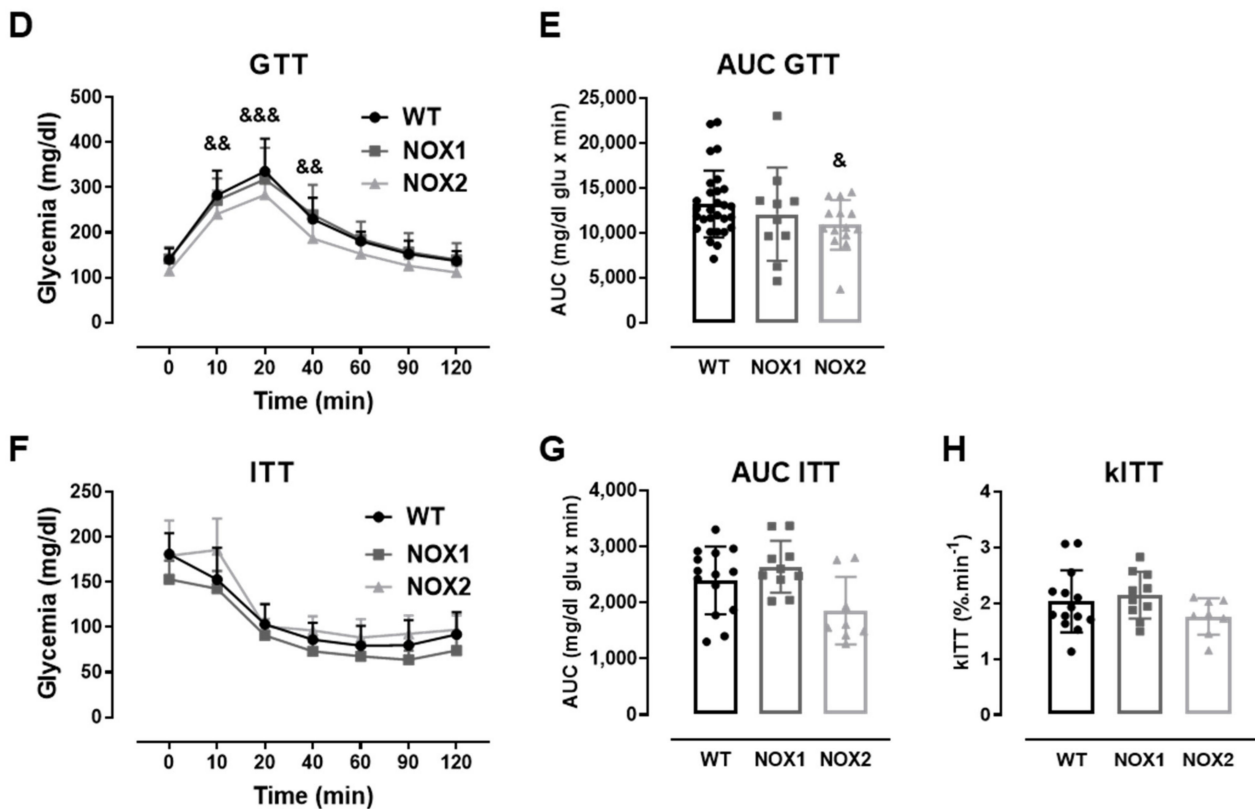 D
GTT
Glycemia (mg/dl)
500
400
300
200
100
0
&&
&&&
&&
WT
NOX1
NOX2
0 10 20 40 60 90 120
Time (min)
E
AUC GTT
AUC (mg/dl glu x min)
25,000
20,000
15,000
10,000
5,000
0
&
WT NOX1 NOX2
F
ITT
Glycemia (mg/dl)
250
200
150
100
50
0
WT
NOX1
NOX2
0 10 20 40 60 90 120
Time (min)
G
AUC ITT
AUC (mg/dl glu x min)
4,000
3,000
2,000
1,000
0
WT NOX1 NOX2
H
kITT
kITT (%.min⁻¹)
4
3
2
1
0
WT NOX1 NOX2